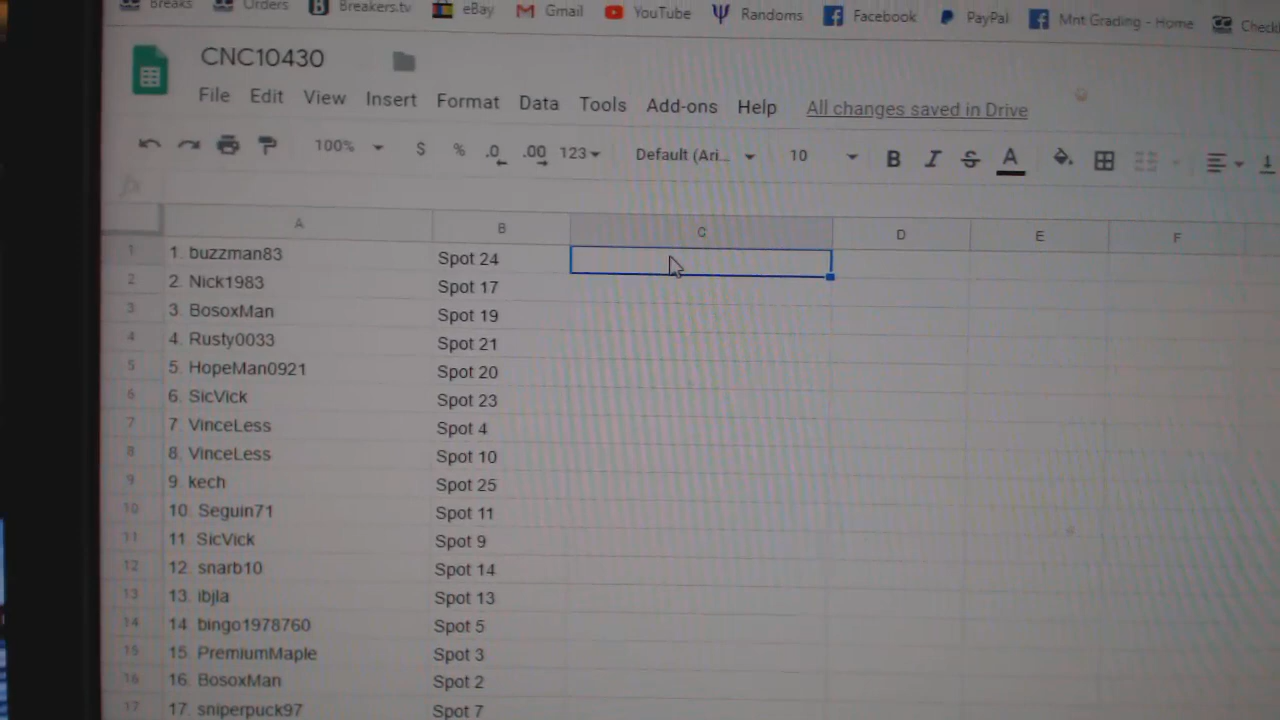 Breaks Orders Breakers.tv eBay Gmail YouTube Randoms Facebook PayPal Mnt Grading - Home
CNC10430
File Edit View Insert Format Data Tools Add-ons Help All changes saved in Drive
100% $ % .0 .00 123 Default (Ari... 10 B I S A
fx
A B C D E F
1 1. buzzman83 Spot 24
2 2. Nick1983 Spot 17
3 3. BosoxMan Spot 19
4 4. Rusty0033 Spot 21
5 5. HopeMan0921 Spot 20
6 6. SicVick Spot 23
7 7. VinceLess Spot 4
8 8. VinceLess Spot 10
9 9. kech Spot 25
10 10. Seguin71 Spot 11
11 11. SicVick Spot 9
12 12. snarb10 Spot 14
13 13. ibjla Spot 13
14 14. bingo1978760 Spot 5
15 15. PremiumMaple Spot 3
16 16. BosoxMan Spot 2
17 17. sniperpuck97 Spot 7